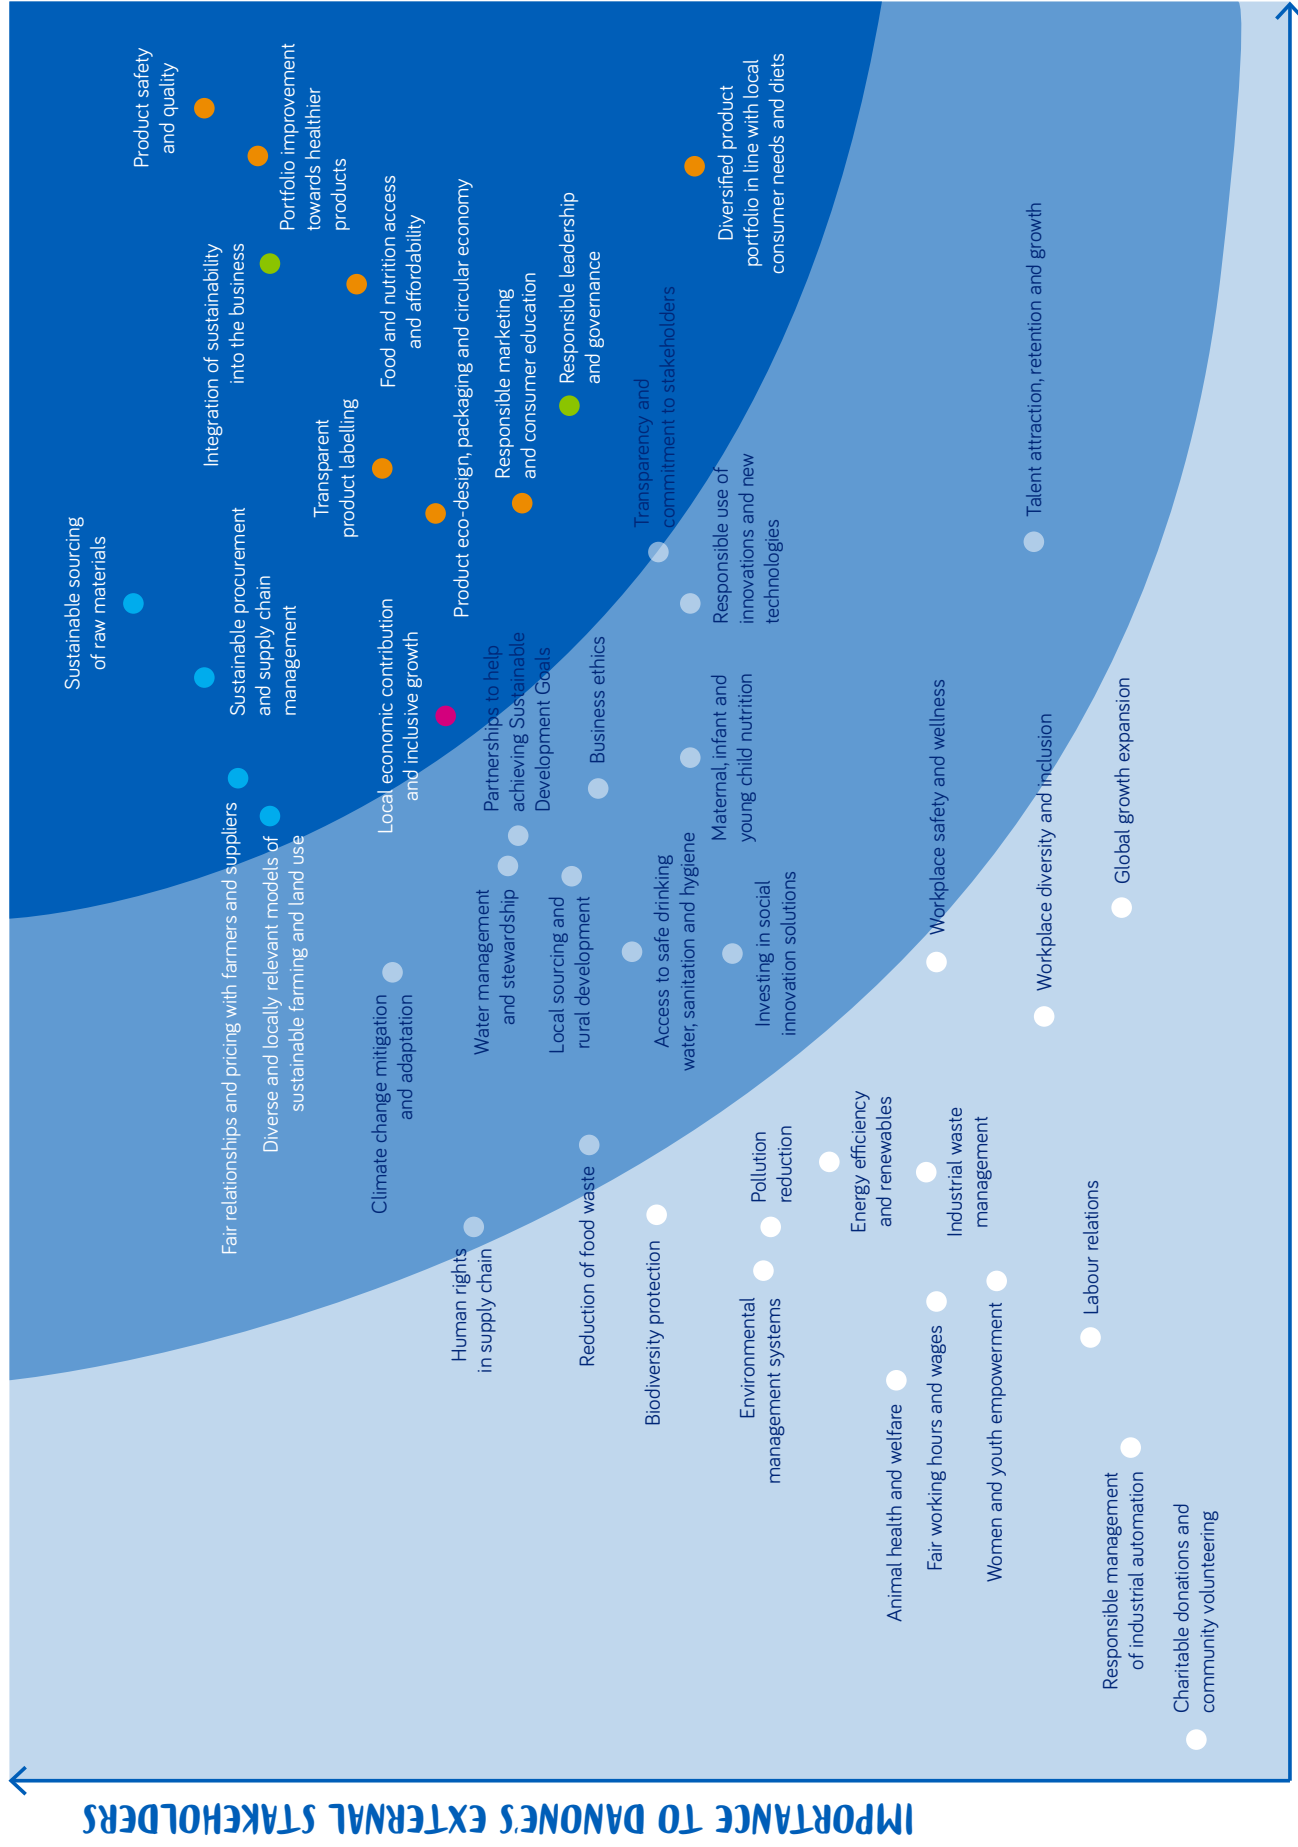 Product safety
and quality
Portfolio improvement
towards healthier
products
Integration of sustainability
into the business
Food and nutrition access
and affordability
Transparent
product labelling
Product eco-design, packaging and circular economy
Responsible marketing
and consumer education
Responsible leadership
and governance
Diversified product
portfolio in line with local
consumer needs and diets
Sustainable sourcing
of raw materials
Sustainable procurement
and supply chain
management
Fair relationships and pricing with farmers and suppliers
Diverse and locally relevant models of
sustainable farming and land use
Local economic contribution
and inclusive growth
Transparency and
commitment to stakeholders
Responsible use of
innovations and new
technologies
Partnerships to help
achieving Sustainable
Development Goals
Business ethics
Maternal, infant and
young child nutrition
Water management
and stewardship
Local sourcing and
rural development
Access to safe drinking
water, sanitation and hygiene
Investing in social
innovation solutions
Climate change mitigation
and adaptation
Human rights
in supply chain
Reduction of food waste
Talent attraction, retention and growth
Workplace safety and wellness
Workplace diversity and inclusion
Global growth expansion
Biodiversity protection
Pollution
reduction
Environmental
management systems
Energy efficiency
and renewables
Industrial waste
management
Animal health and welfare
Fair working hours and wages
Women and youth empowerment
Labour relations
Responsible management
of industrial automation
Charitable donations and
community volunteering
IMPORTANCE TO DANONE'S EXTERNAL STAKEHOLDERS